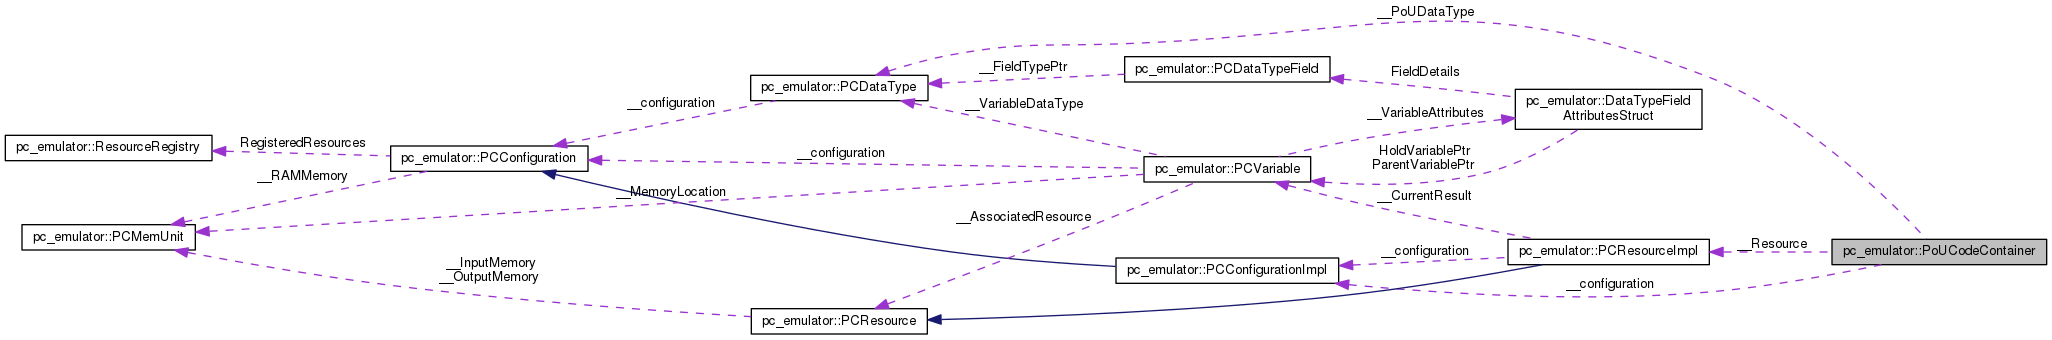 __PoUDataType
pc_emulator::PCDataTypeField
__FieldTypePtr
FieldDetails
pc_emulator::PCDataType
pc_emulator::DataTypeField
AttributesStruct
__configuration
__VariableDataType
__VariableAttributes
pc_emulator::ResourceRegistry
RegisteredResources
pc_emulator::PCConfiguration
__configuration
HoldVariablePtr
ParentVariablePtr
pc_emulator::PCVariable
__RAMMemory
__MemoryLocation
__CurrentResult
__AssociatedResource
pc_emulator::PCMemUnit
pc_emulator::PCResourceImpl
__Resource
pc_emulator::PoUCodeContainer
__configuration
__InputMemory
__OutputMemory
pc_emulator::PCConfigurationImpl
__configuration
pc_emulator::PCResource